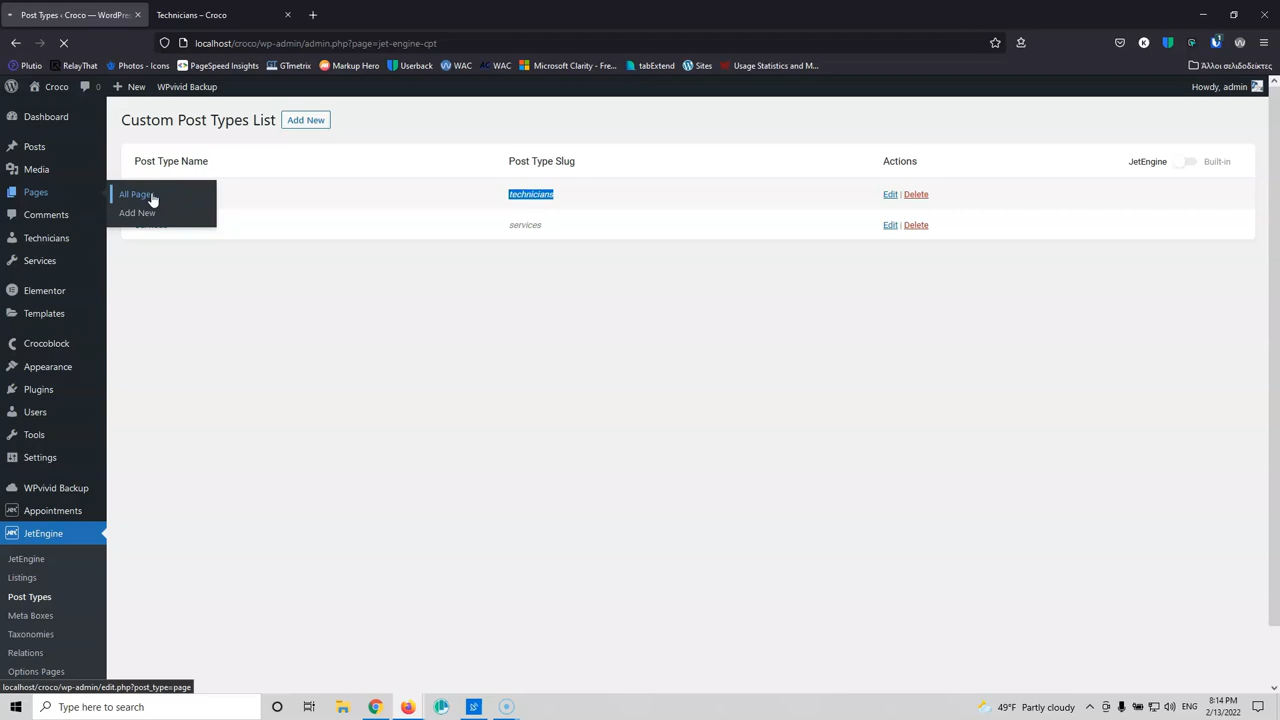 Post Types ‹ Croco — WordPres
Technicians – Croco
localhost/croco/wp-admin/admin.php?page=jet-engine-cpt
Plutio
RelayThat
Photos - Icons
PageSpeed Insights
GTmetrix
Markup Hero
Userback
WAC
WAC
Microsoft Clarity - Fre...
tabExtend
Sites
Usage Statistics and M...
Άλλοι σελιδοδείκτες
Croco
0
New
WPvivid Backup
Howdy, admin
Dashboard
Posts
Media
Pages
Comments
Technicians
Services
Elementor
Templates
Crocoblock
Appearance
Plugins
Users
Tools
Settings
WPvivid Backup
Appointments
JetEngine
JetEngine
Listings
Post Types
Meta Boxes
Taxonomies
Relations
Options Pages
All Pages
Add New
Custom Post Types List
Add New
Post Type Name
Post Type Slug
Actions
JetEngine
Built-in
technicians
Edit | Delete
services
Edit | Delete
localhost/croco/wp-admin/edit.php?post_type=page
Type here to search
49°F Partly cloudy
ENG
8:14 PM
2/13/2022